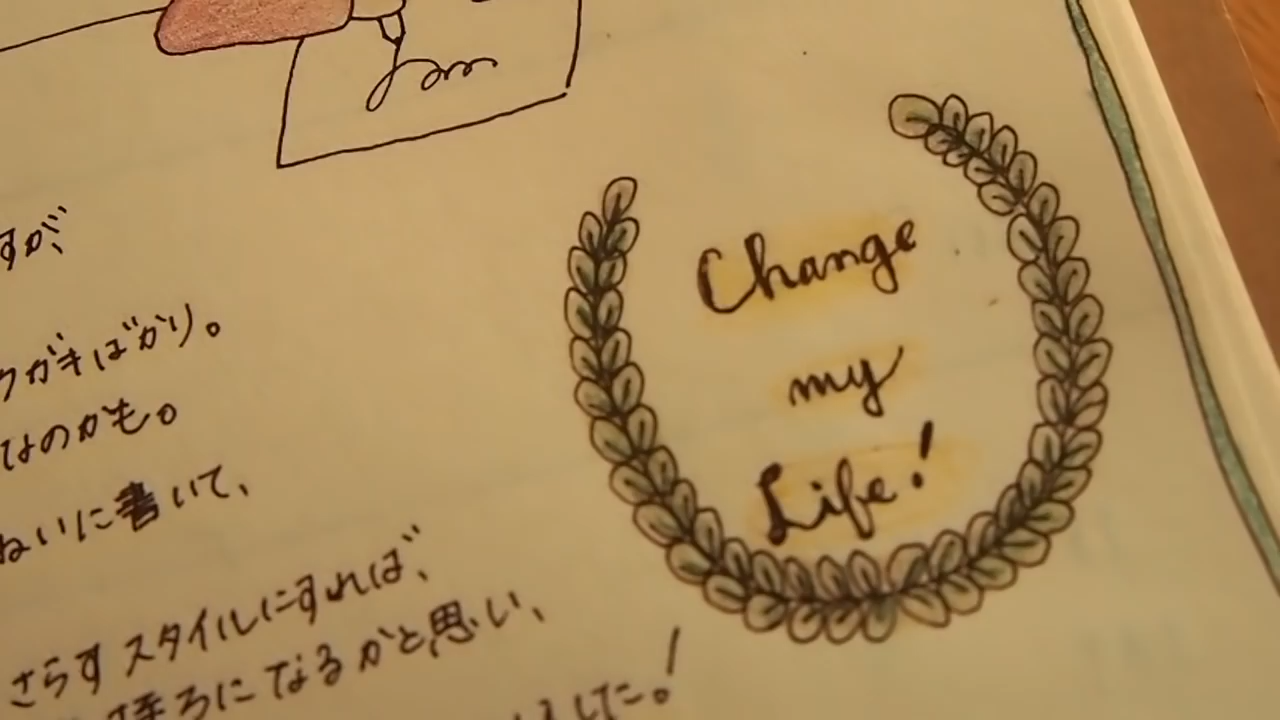 すが、
ガキばかり。
なのかも。
ねいに書いて、
さらすスタイルにすれば、
になるかと思い、
した!
Change
my
Life!